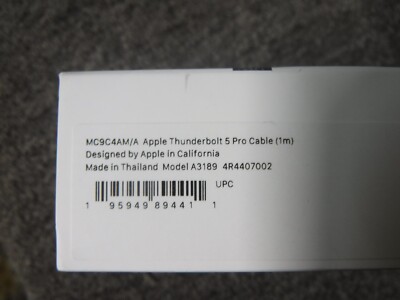 MC9C4AM/A Apple Thunderbolt 5 Pro Cable (1m)
Designed by Apple in California
Made in Thailand Model A3189 4R4407002
UPC
1 95949 89441 1